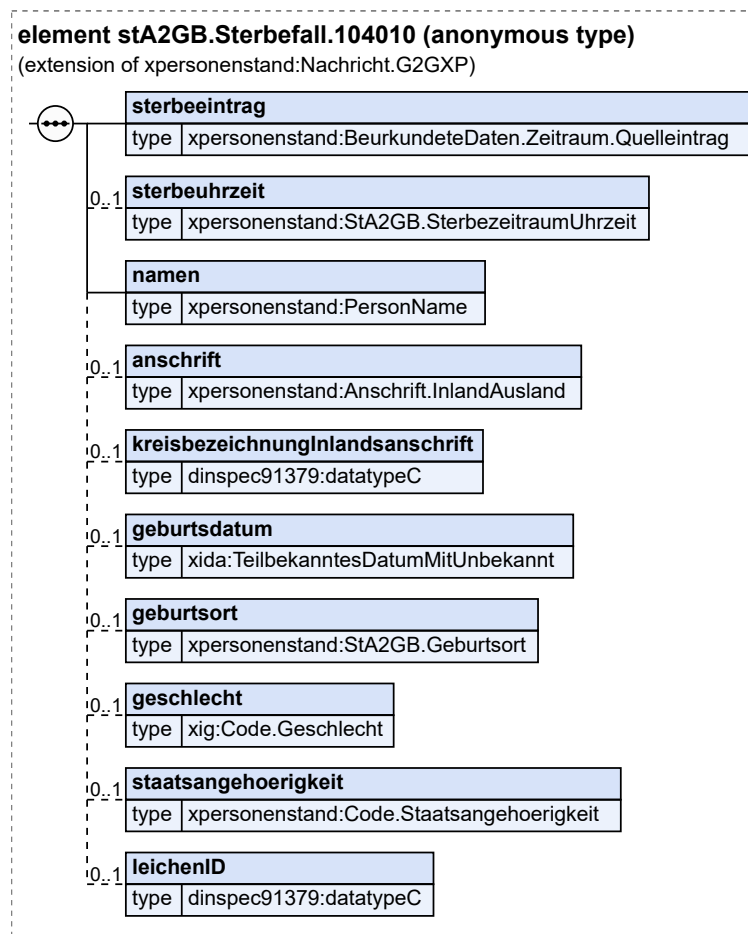 element stA2GB.Sterbefall.104010 (anonymous type)
(extension of xpersonenstand:Nachricht.G2GXP)
sterbeeintrag
type xpersonenstand:BeurkundeteDaten.Zeitraum.Quelleintrag
0..1
sterbeuhrzeit
type xpersonenstand:StA2GB.SterbezeitraumUhrzeit
namen
type xpersonenstand:PersonName
0..1
anschrift
type xpersonenstand:Anschrift.InlandAusland
0..1
kreisbezeichnungInlandsanschrift
type dinspec91379:datatypeC
0..1
geburtsdatum
type xida:TeilbekanntesDatumMitUnbekannt
0..1
geburtsort
type xpersonenstand:StA2GB.Geburtsort
0..1
geschlecht
type xig:Code.Geschlecht
0..1
staatsangehoerigkeit
type xpersonenstand:Code.Staatsangehoerigkeit
0..1
leichenID
type dinspec91379:datatypeC